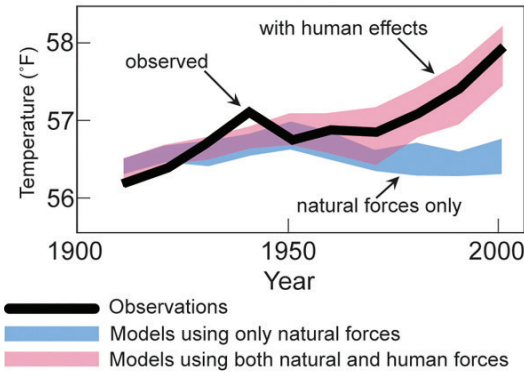 58
with human effects
observed
Temperature (°F)
57
56
natural forces only
1900
1950
2000
Year
Observations
Models using only natural forces
Models using both natural and human forces